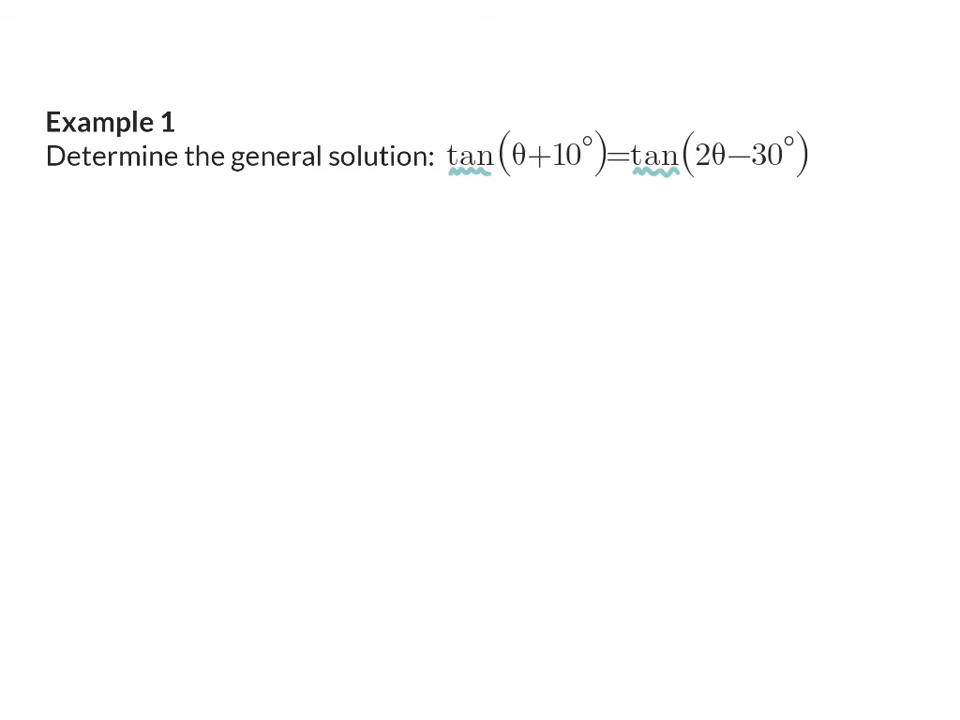 Example 1
Determine the general solution: tan(θ+10°)=tan(2θ−30°)